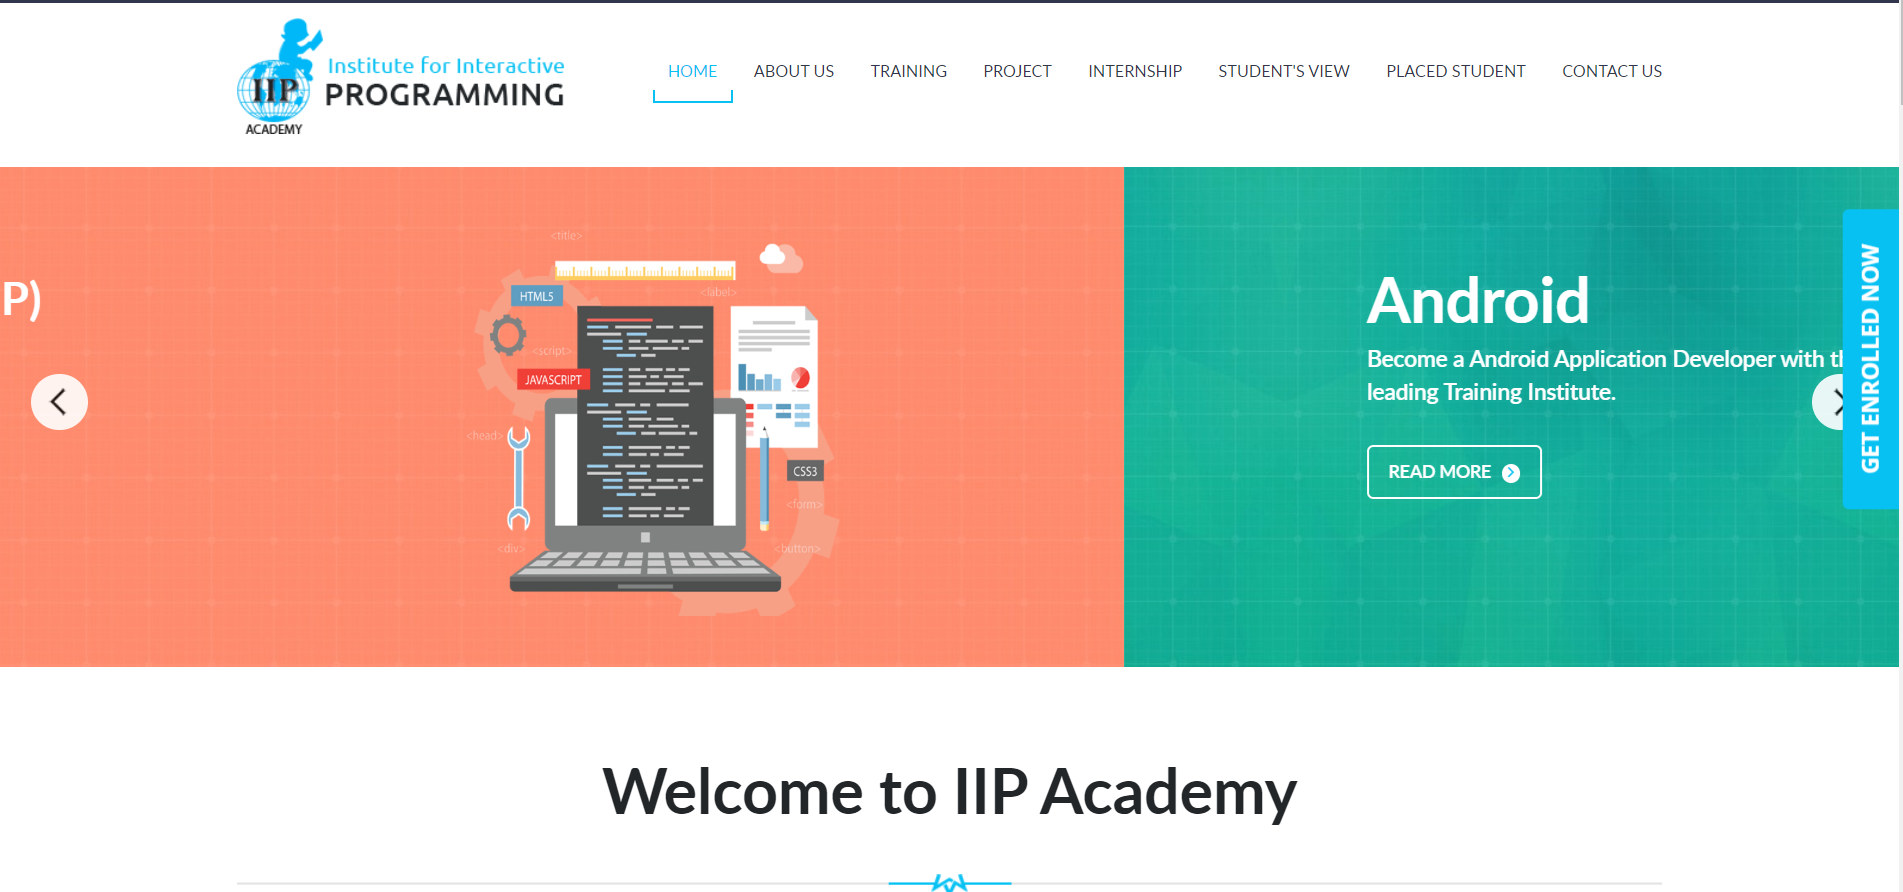 Institute for Interactive
PROGRAMMING
IIP
ACADEMY
HOME
ABOUT US
TRAINING
PROJECT
INTERNSHIP
STUDENT'S VIEW
PLACED STUDENT
CONTACT US
P)
<title>
<label>
HTML5
<script>
JAVASCRIPT
<head>
CSS3
<form>
<div>
<button>
Android
Become a Android Application Developer with th
leading Training Institute.
READ MORE
GET ENROLLED NOW
Welcome to IIP Academy